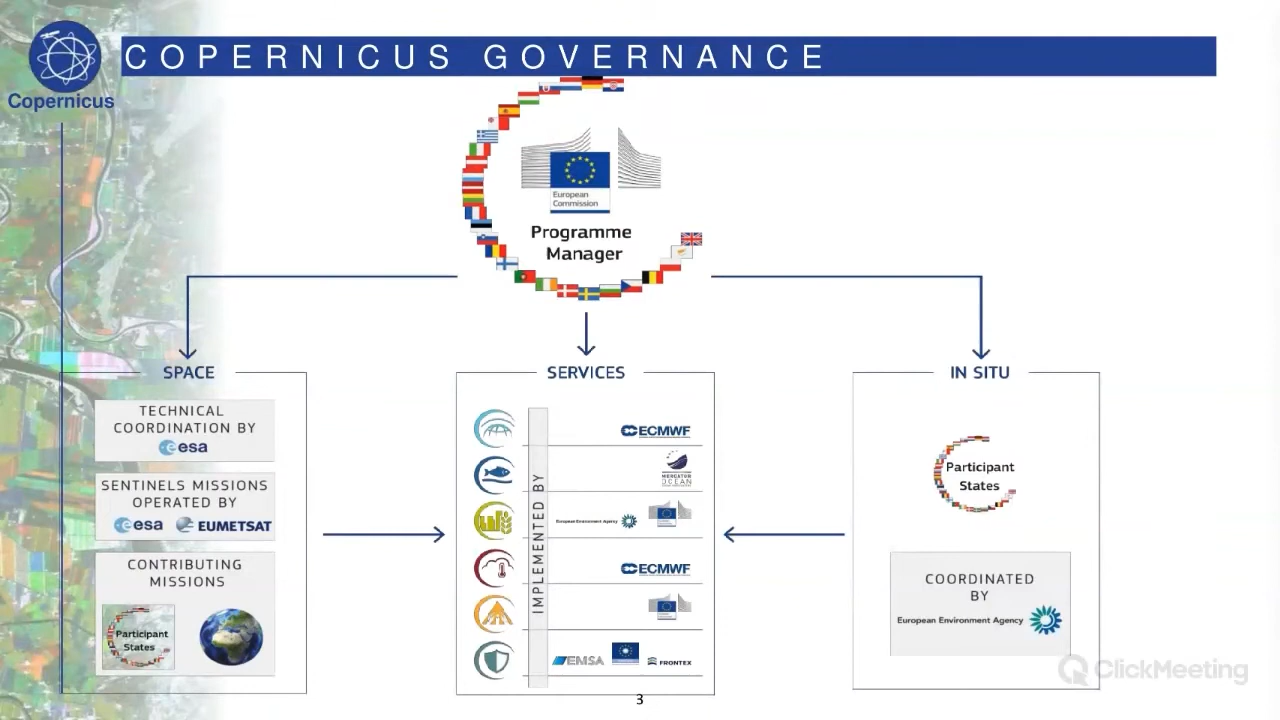 COPERNICUS GOVERNANCE
Copernicus
European
Commission
Programme
Manager
SPACE
TECHNICAL
COORDINATION BY
esa
SENTINELS MISSIONS
OPERATED BY
esa EUMETSAT
CONTRIBUTING
MISSIONS
Participant
States
SERVICES
IMPLEMENTED BY
ECMWF
MERCATOR
OCEAN
European Environment Agency
ECMWF
EMSA FRONTEX
IN SITU
Participant
States
COORDINATED
BY
European Environment Agency
ClickMeeting
3